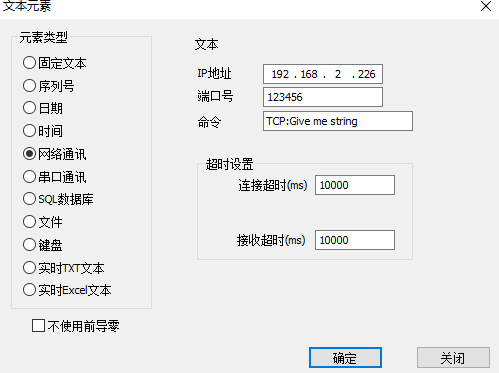 文本元素
元素类型
固定文本
序列号
日期
时间
网络通讯
串口通讯
SQL数据库
文件
键盘
实时TXT文本
实时Excel文本
不使用前导零
文本
IP地址 192 . 168 . 2 . 226
端口号 123456
命令 TCP:Give me string
超时设置
连接超时(ms) 10000
接收超时(ms) 10000
确定 关闭